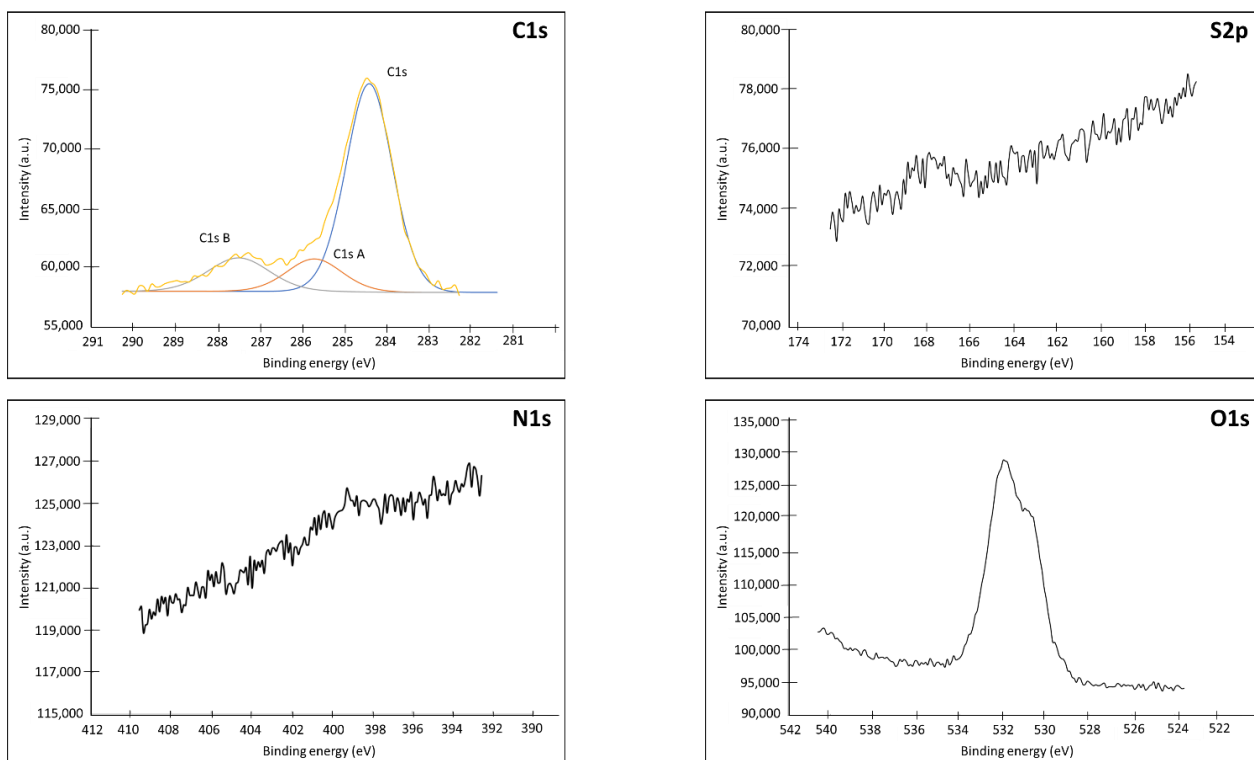 C1s
80,000
75,000
70,000
65,000
60,000
55,000
Intensity (a.u.)
C1s
C1s B
C1s A
291 290 289 288 287 286 285 284 283 282 281
Binding energy (eV)
S2p
80,000
78,000
76,000
74,000
72,000
70,000
Intensity (a.u.)
174 172 170 168 166 164 162 160 158 156 154
Binding energy (eV)
N1s
129,000
127,000
125,000
123,000
121,000
119,000
117,000
115,000
Intensity (a.u.)
412 410 408 406 404 402 400 398 396 394 392 390
Binding energy (eV)
O1s
135,000
130,000
125,000
120,000
115,000
110,000
105,000
100,000
95,000
90,000
Intensity (a.u.)
542 540 538 536 534 532 530 528 526 524 522
Binding energy (eV)